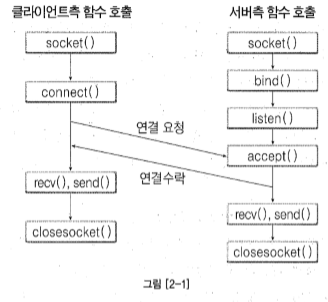 클라이언트측 함수 호출
socket()
connect()
recv(), send()
closesocket()
서버측 함수 호출
socket()
bind()
listen()
accept()
recv(), send()
closesocket()
연결 요청
연결수락
그림 [2-1]